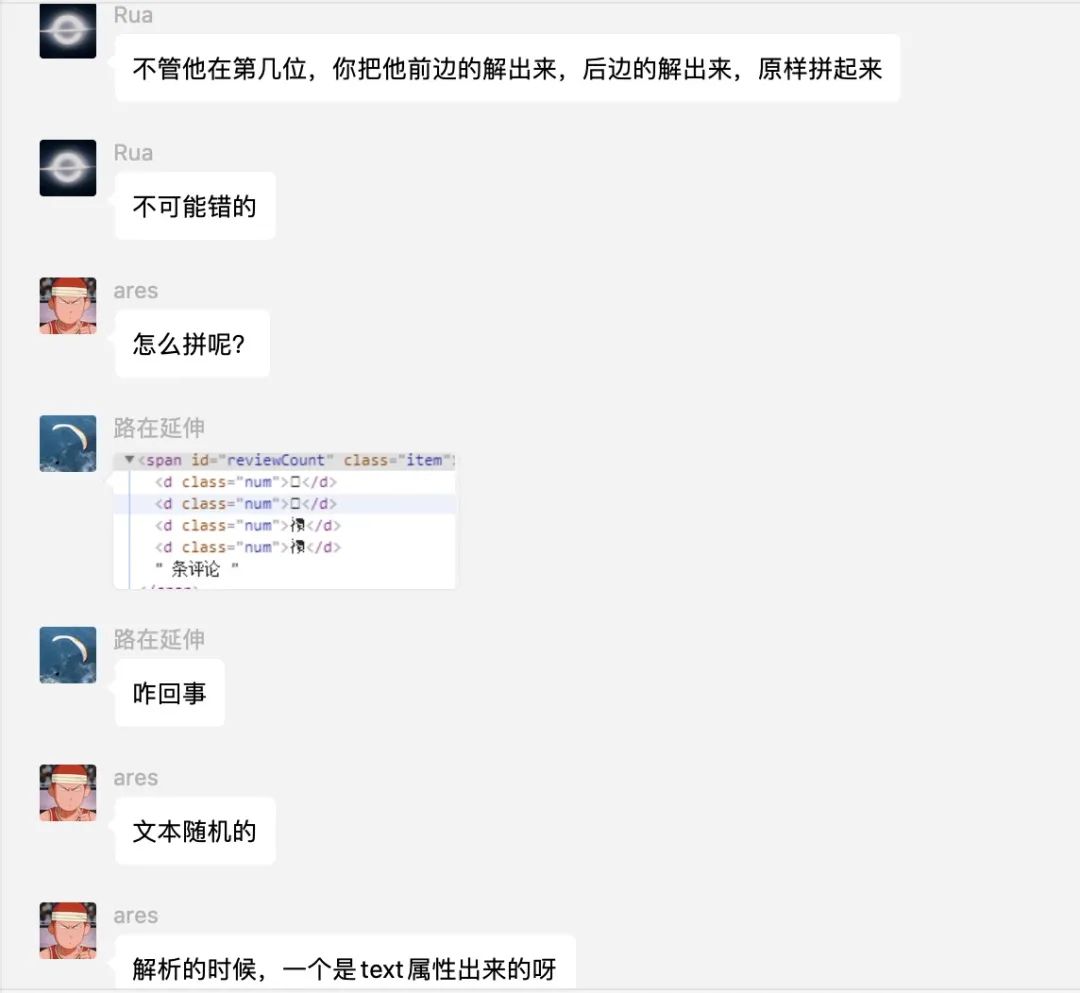 Rua
不管他在第几位，你把他前边的解出来，后边的解出来，原样拼起来
Rua
不可能错的
ares
怎么拼呢？
路在延伸
▼<span id="reviewCount" class="item"
<d class="num">□</d>
<d class="num">□</d>
<d class="num"></d>
<d class="num"></d>
" 条评论 "
路在延伸
咋回事
ares
文本随机的
ares
解析的时候，一个是text属性出来的呀